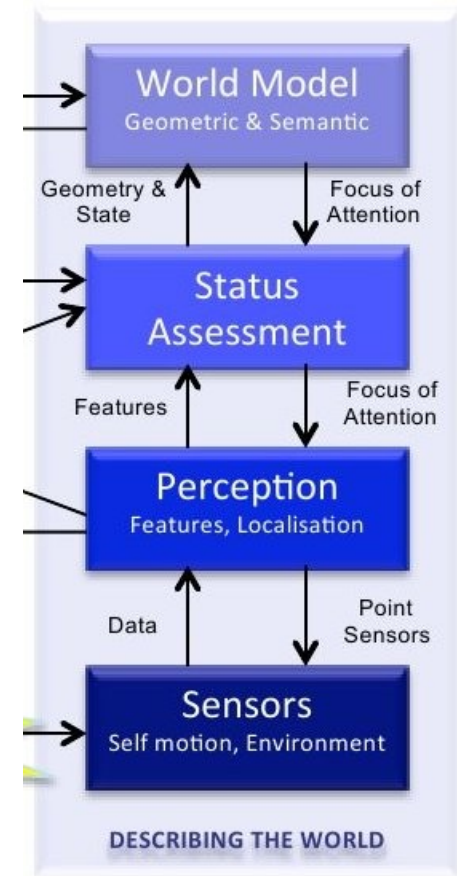 World Model
Geometric & Semantic
Geometry &
State
Focus of
Attention
Status
Assessment
Features
Focus of
Attention
Perception
Features, Localisation
Data
Point
Sensors
Sensors
Self motion, Environment
DESCRIBING THE WORLD